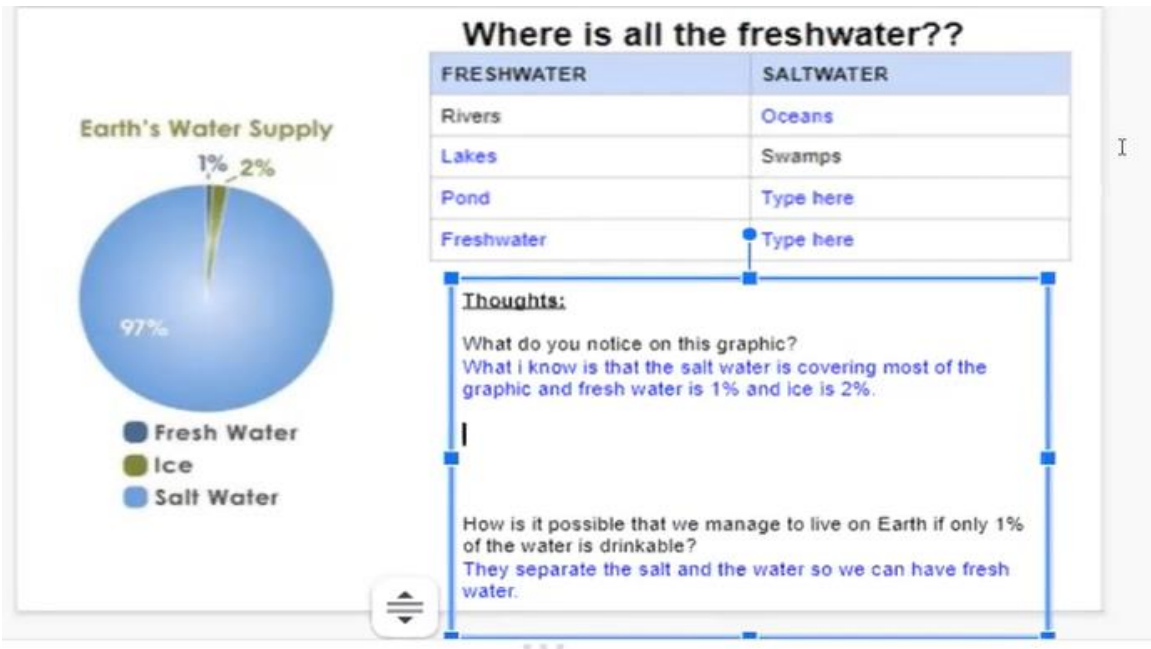 Where is all the freshwater??
FRESHWATER SALTWATER
Rivers Oceans
Lakes Swamps
Pond Type here
Freshwater Type here
Earth's Water Supply
1% 2%
97%
Fresh Water
Ice
Salt Water
Thoughts:
What do you notice on this graphic?
What i know is that the salt water is covering most of the
graphic and fresh water is 1% and ice is 2%.
How is it possible that we manage to live on Earth if only 1%
of the water is drinkable?
They separate the salt and the water so we can have fresh
water.